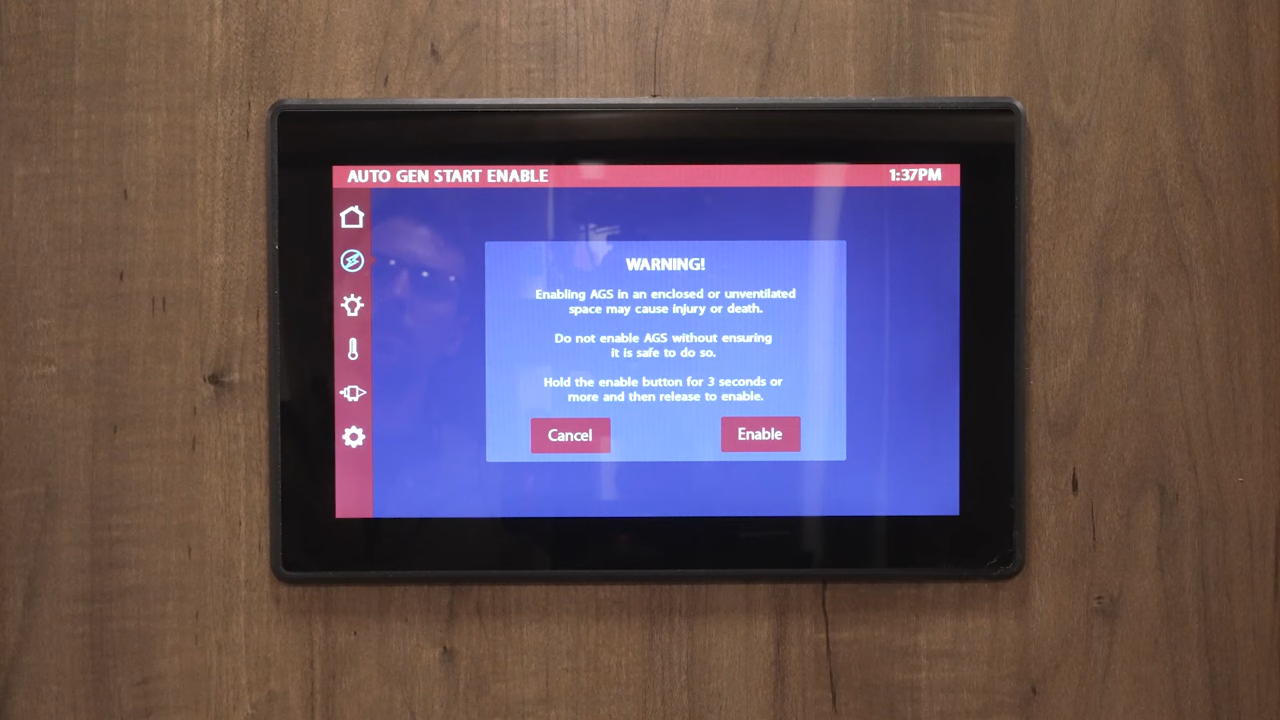 AUTO GEN START ENABLE 1:37PM
WARNING!
Enabling AGS in an enclosed or unventilated
space may cause injury or death.
Do not enable AGS without ensuring
it is safe to do so.
Hold the enable button for 3 seconds or
more and then release to enable.
Cancel Enable